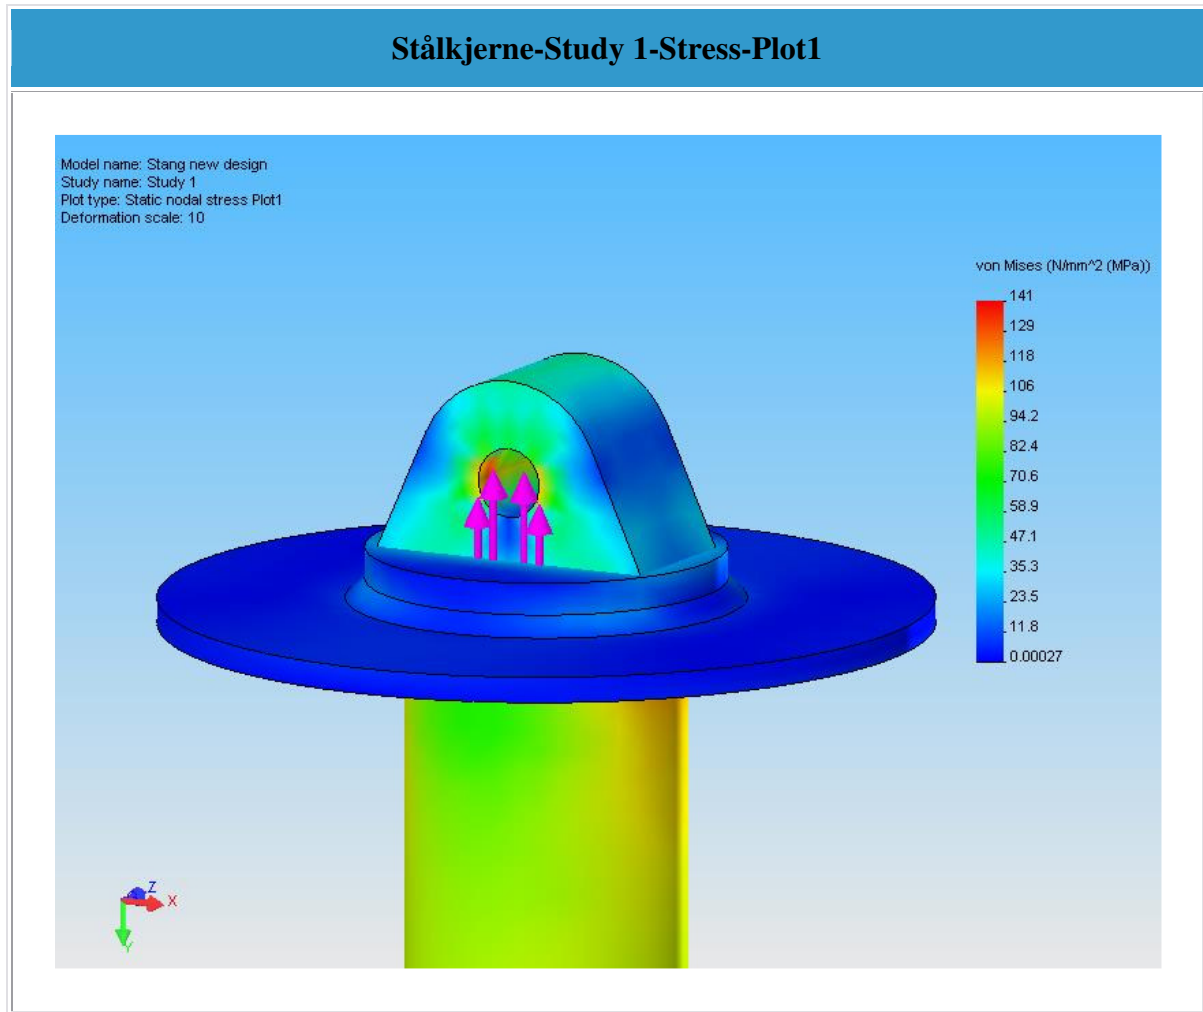 Stålkjerne-Study 1-Stress-Plot1
Model name: Stang new design
Study name: Study 1
Plot type: Static nodal stress Plot1
Deformation scale: 10
von Mises (N/mm^2 (MPa))
141
129
118
106
94.2
82.4
70.6
58.9
47.1
35.3
23.5
11.8
0.00027
Z
X
Y